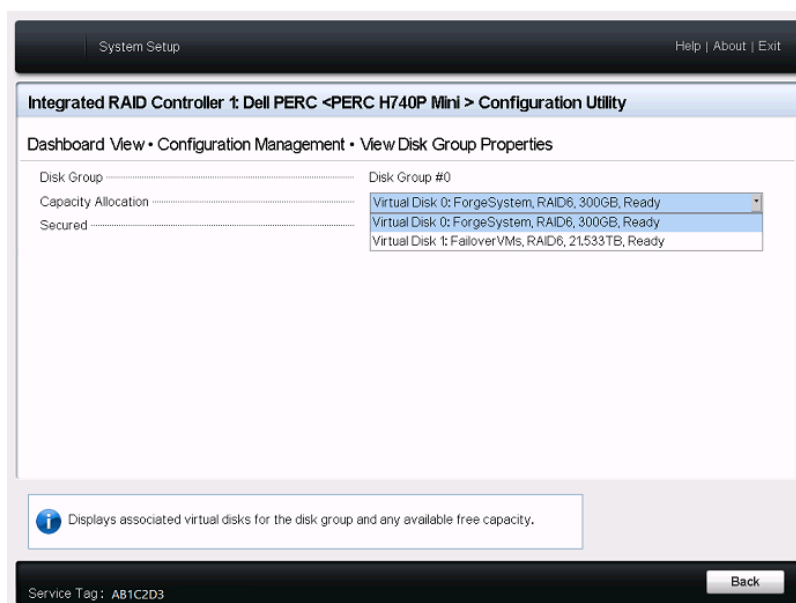 System Setup
Help | About | Exit
Integrated RAID Controller 1: Dell PERC <PERC H740P Mini > Configuration Utility
Dashboard View • Configuration Management • View Disk Group Properties
Disk Group Disk Group #0
Capacity Allocation Virtual Disk 0: ForgeSystem, RAID6, 300GB, Ready
Secured Virtual Disk 0: ForgeSystem, RAID6, 300GB, Ready
Virtual Disk 1: FailoverVMs, RAID6, 21.533TB, Ready
Displays associated virtual disks for the disk group and any available free capacity.
Service Tag: AB1C2D3
Back